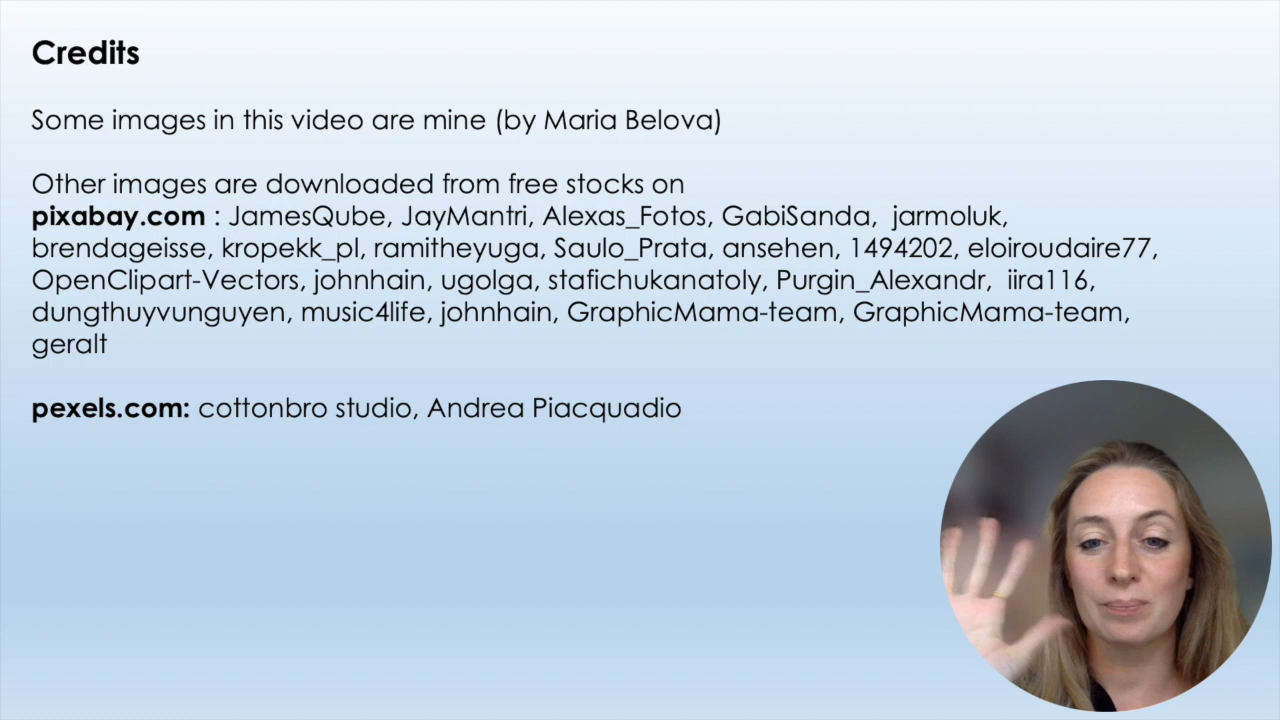 Credits
Some images in this video are mine (by Maria Belova)
Other images are downloaded from free stocks on
pixabay.com : JamesQube, JayMantri, Alexas_Fotos, GabiSanda, jarmoluk,
brendageisse, kropekk_pl, ramitheyuga, Saulo_Prata, ansehen, 1494202, eloiroudaire77,
OpenClipart-Vectors, johnhain, ugolga, stafichukanatoly, Purgin_Alexandr, iira116,
dungthuyvunguyen, music4life, johnhain, GraphicMama-team, GraphicMama-team,
geralt
pexels.com: cottonbro studio, Andrea Piacquadio